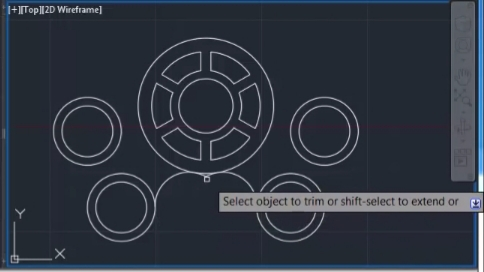 [+][Top][2D Wireframe]
Select object to trim or shift-select to extend or
Y
X